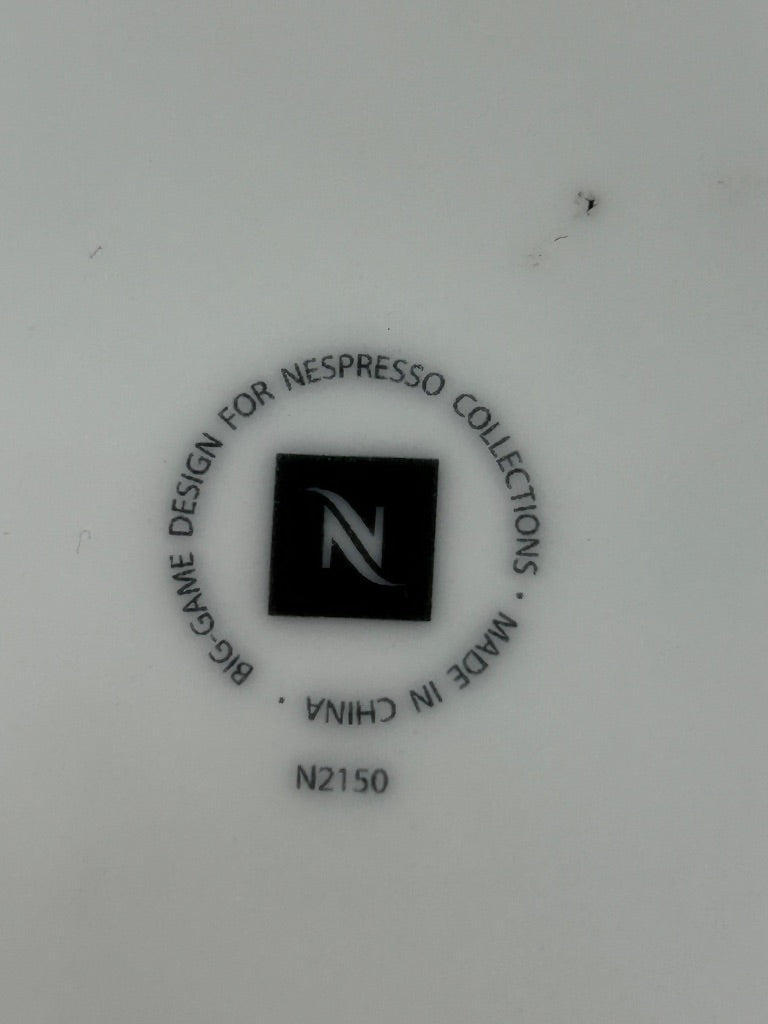 BIG-GAME DESIGN FOR NESPRESSO COLLECTIONS · MADE IN CHINA ·
N
N2150